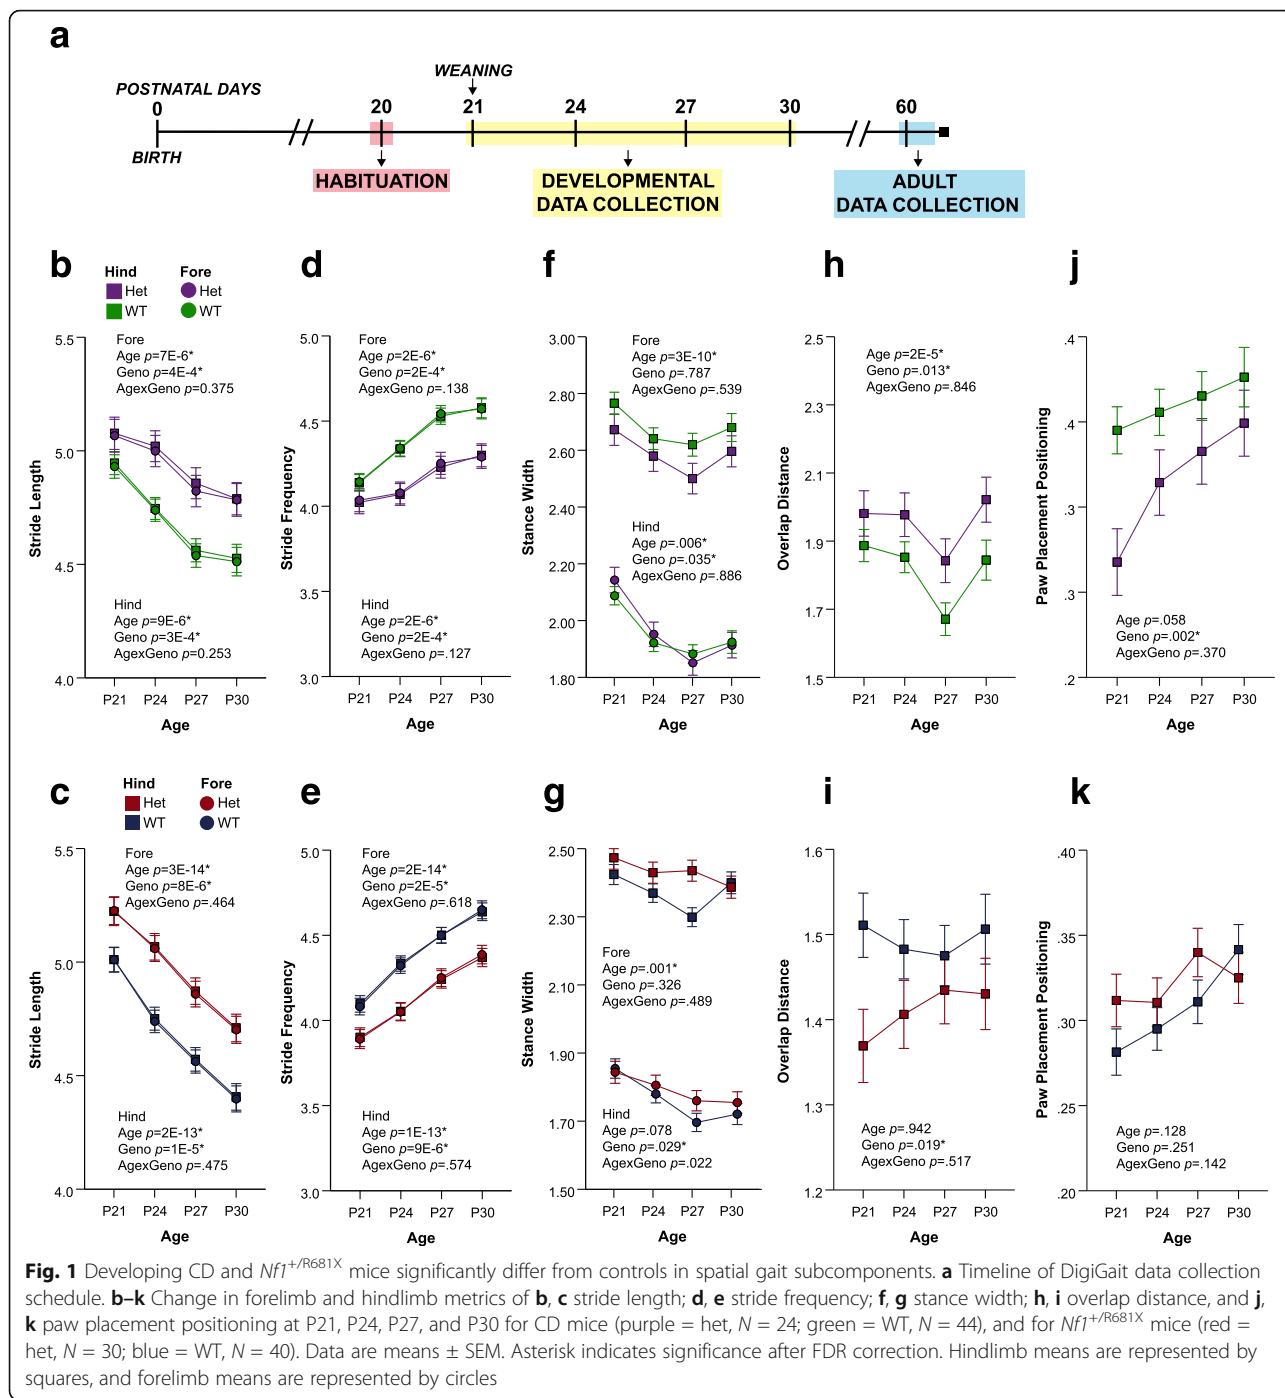 a
POSTNATAL DAYS
WEANING
0 20 21 24 27 30 60
BIRTH
HABITUATION
DEVELOPMENTAL
DATA COLLECTION
ADULT
DATA COLLECTION
b
Hind Fore
Het Het
WT WT
Stride Length
5.5
5.0
4.5
4.0
Fore
Age p=7E-6*
Geno p=4E-4*
AgexGeno p=0.375
Hind
Age p=9E-6*
Geno p=3E-4*
AgexGeno p=0.253
P21 P24 P27 P30
Age
d
Stride Frequency
5.0
4.5
4.0
3.5
3.0
Fore
Age p=2E-6*
Geno p=2E-4*
AgexGeno p=.138
Hind
Age p=2E-6*
Geno p=2E-4*
AgexGeno p=.127
P21 P24 P27 P30
Age
f
Stance Width
3.00
2.80
2.60
2.40
2.20
2.00
1.80
Fore
Age p=3E-10*
Geno p=.787
AgexGeno p=.539
Hind
Age p=.006*
Geno p=.035*
AgexGeno p=.886
P21 P24 P27 P30
Age
h
Overlap Distance
2.5
2.3
2.1
1.9
1.7
1.5
Age p=2E-5*
Geno p=.013*
AgexGeno p=.846
P21 P24 P27 P30
Age
j
Paw Placement Positioning
.4
.4
.3
.3
.2
Age p=.058
Geno p=.002*
AgexGeno p=.370
P21 P24 P27 P30
Age
c
Hind Fore
Het Het
WT WT
Stride Length
5.5
5.0
4.5
4.0
Fore
Age p=3E-14*
Geno p=8E-6*
AgexGeno p=.464
Hind
Age p=2E-13*
Geno p=1E-5*
AgexGeno p=.475
P21 P24 P27 P30
Age
e
Stride Frequency
5.0
4.5
4.0
3.5
3.0
Fore
Age p=2E-14*
Geno p=2E-5*
AgexGeno p=.618
Hind
Age p=1E-13*
Geno p=9E-6*
AgexGeno p=.574
P21 P24 P27 P30
Age
g
Stance Width
2.50
2.30
2.10
1.90
1.70
1.50
Fore
Age p=.001*
Geno p=.326
AgexGeno p=.489
Hind
Age p=.078
Geno p=.029*
AgexGeno p=.022
P21 P24 P27 P30
Age
i
Overlap Distance
1.6
1.5
1.4
1.3
1.2
Age p=.942
Geno p=.019*
AgexGeno p=.517
P21 P24 P27 P30
Age
k
Paw Placement Positioning
.40
.35
.30
.25
.20
Age p=.128
Geno p=.251
AgexGeno p=.142
P21 P24 P27 P30
Age
Fig. 1 Developing CD and Nf1+/R681X mice significantly differ from controls in spatial gait subcomponents. a Timeline of DigiGait data collection
schedule. b–k Change in forelimb and hindlimb metrics of b, c stride length; d, e stride frequency; f, g stance width; h, i overlap distance, and j,
k paw placement positioning at P21, P24, P27, and P30 for CD mice (purple = het, N = 24; green = WT, N = 44), and for Nf1+/R681X mice (red =
het, N = 30; blue = WT, N = 40). Data are means ± SEM. Asterisk indicates significance after FDR correction. Hindlimb means are represented by
squares, and forelimb means are represented by circles